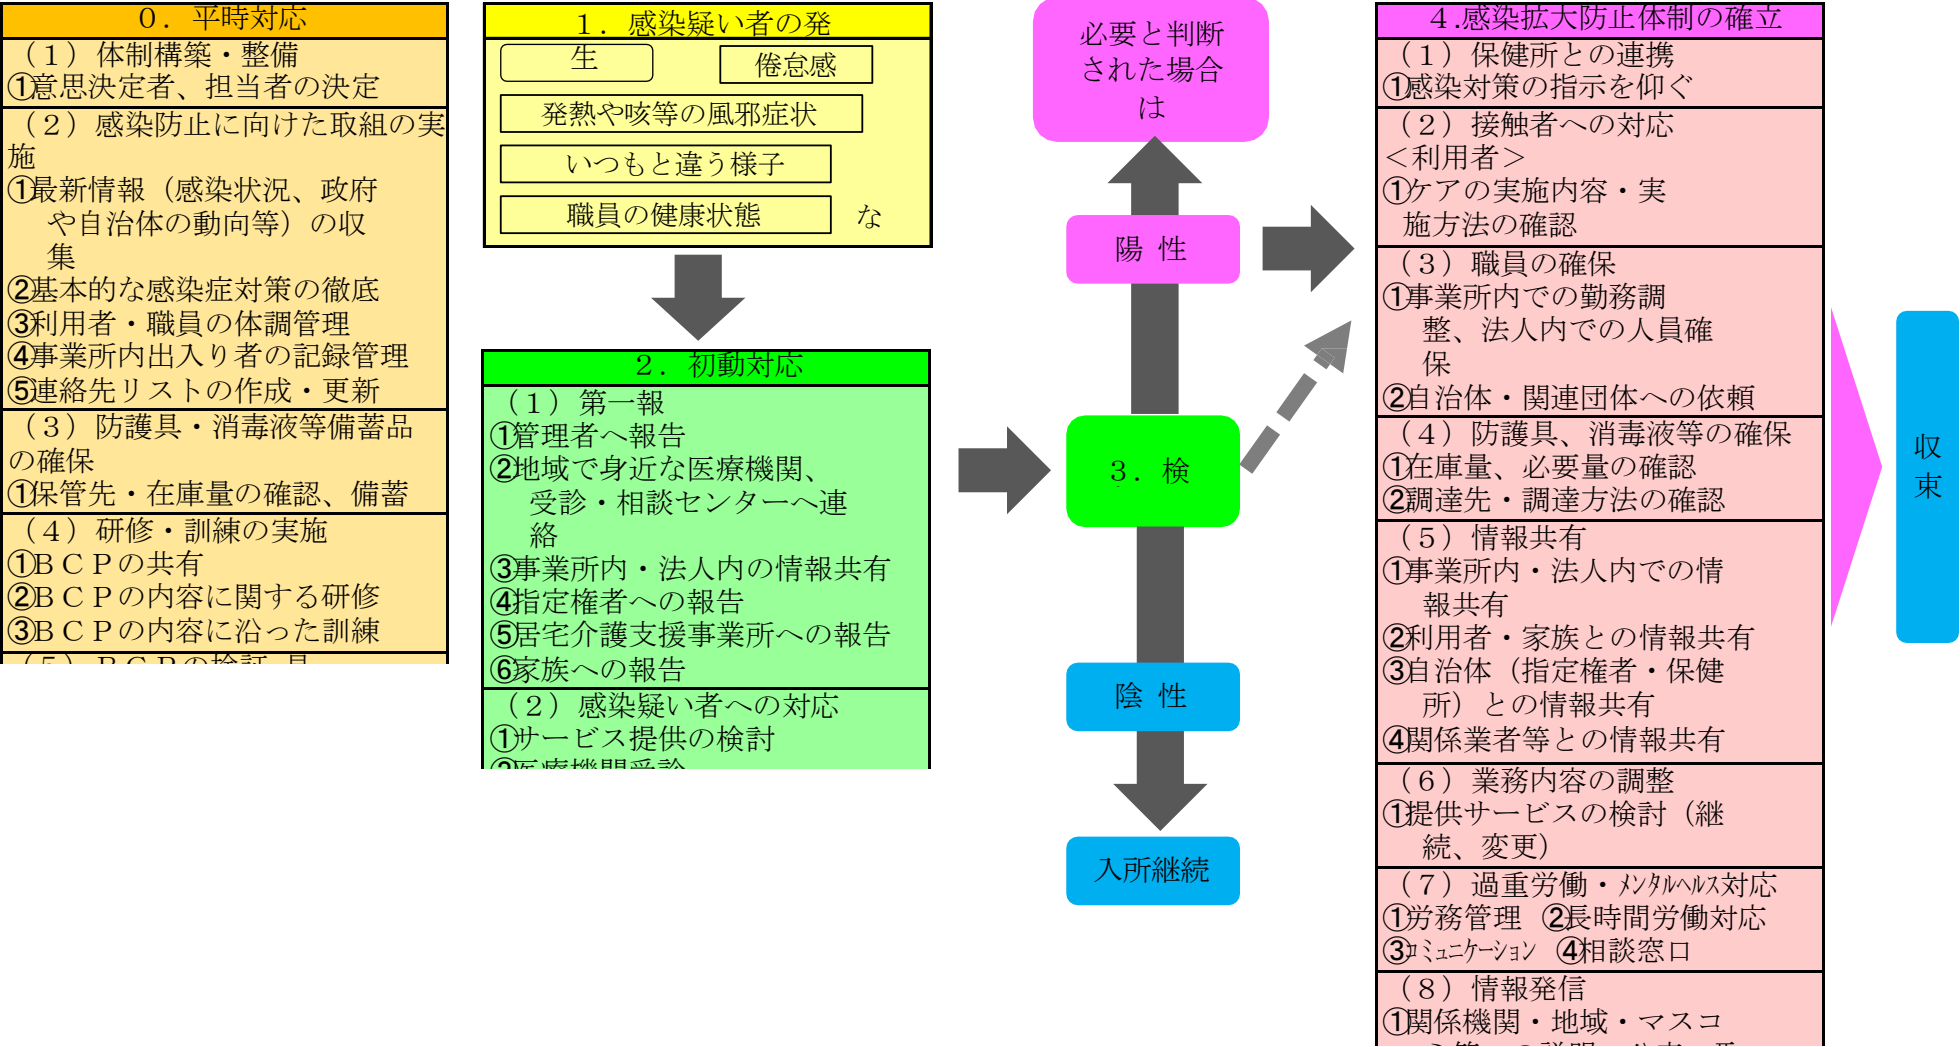 ０．平時対応
（１）体制構築・整備
①意思決定者、担当者の決定
（２）感染防止に向けた取組の実
施
①最新情報（感染状況、政府
や自治体の動向等）の収
集
②基本的な感染症対策の徹底
③利用者・職員の体調管理
④事業所内出入り者の記録管理
⑤連絡先リストの作成・更新
（３）防護具・消毒液等備蓄品
の確保
①保管先・在庫量の確認、備蓄
（４）研修・訓練の実施
①ＢＣＰの共有
②ＢＣＰの内容に関する研修
③ＢＣＰの内容に沿った訓練
（５）ＢＣＰの検証・見
１．感染疑い者の発
生
倦怠感
発熱や咳等の風邪症状
いつもと違う様子
職員の健康状態
な
２．初動対応
（１）第一報
①管理者へ報告
②地域で身近な医療機関、
受診・相談センターへ連
絡
③事業所内・法人内の情報共有
④指定権者への報告
⑤居宅介護支援事業所への報告
⑥家族への報告
（２）感染疑い者への対応
①サービス提供の検討
②医療機関受診
必要と判断
された場合
は
陽 性
３．検
陰 性
入所継続
４.感染拡大防止体制の確立
（１）保健所との連携
①感染対策の指示を仰ぐ
（２）接触者への対応
＜利用者＞
①ケアの実施内容・実
施方法の確認
（３）職員の確保
①事業所内での勤務調
整、法人内での人員確
保
②自治体・関連団体への依頼
（４）防護具、消毒液等の確保
①在庫量、必要量の確認
②調達先・調達方法の確認
（５）情報共有
①事業所内・法人内での情
報共有
②利用者・家族との情報共有
③自治体（指定権者・保健
所）との情報共有
④関係業者等との情報共有
（６）業務内容の調整
①提供サービスの検討（継
続、変更）
（７）過重労働・ﾒﾝﾀﾙﾍﾙｽ対応
①労務管理 ②長時間労働対応
③ｺﾐｭﾆｹｰｼｮﾝ ④相談窓口
（８）情報発信
①関係機関・地域・マスコ
収
束